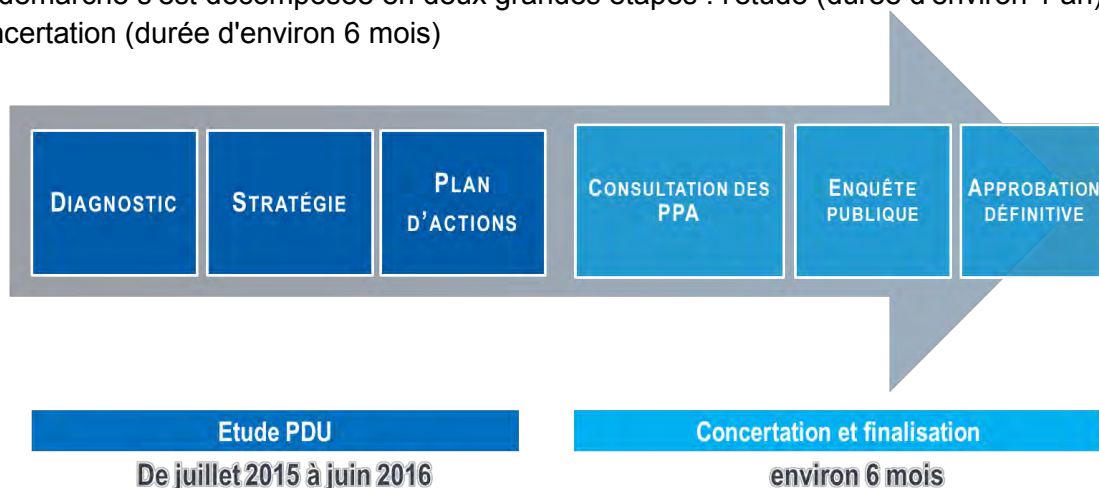 démarche s'est décomposée en deux grandes étapes : l'étude (durée d'environ 1 an)
ncertation (durée d'environ 6 mois)
DIAGNOSTIC
STRATÉGIE
PLAN
D'ACTIONS
CONSULTATION DES
PPA
ENQUÊTE
PUBLIQUE
APPROBATION
DÉFINITIVE
Etude PDU
Concertation et finalisation
De juillet 2015 à juin 2016
environ 6 mois